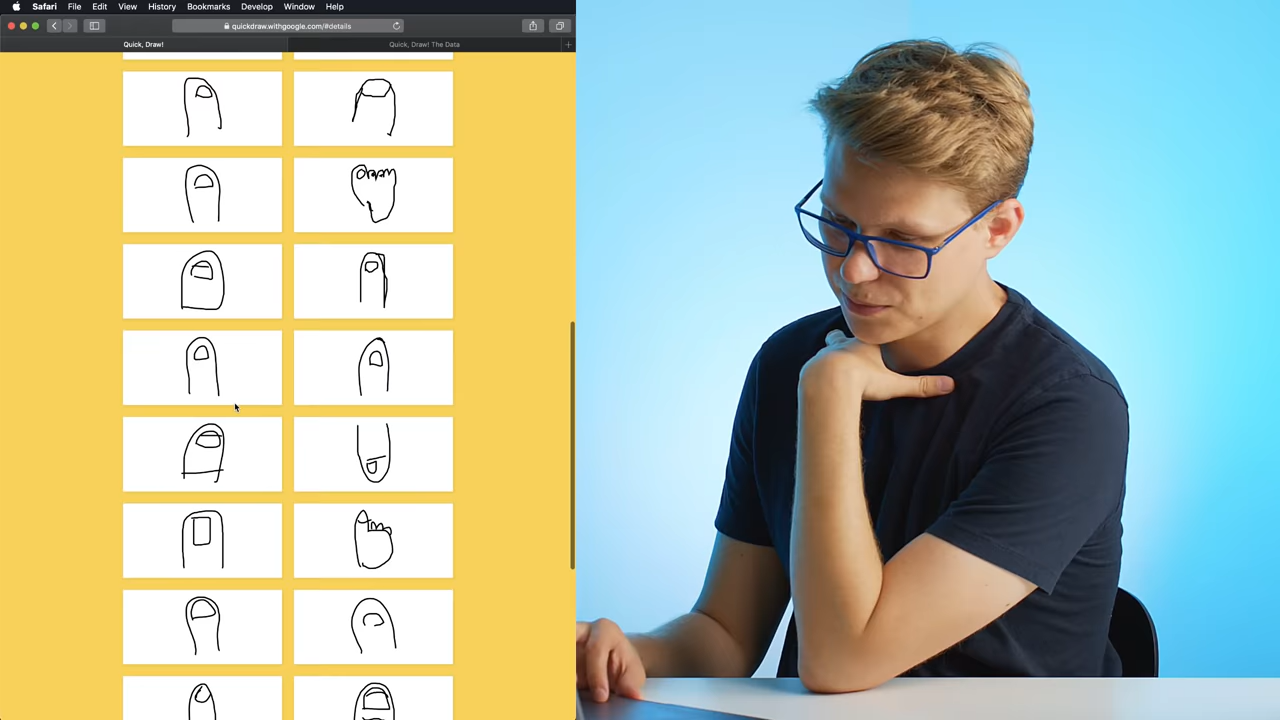 Safari File Edit View History Bookmarks Develop Window Help
quickdraw.withgoogle.com/#details
Quick, Draw! Quick, Draw! The Data